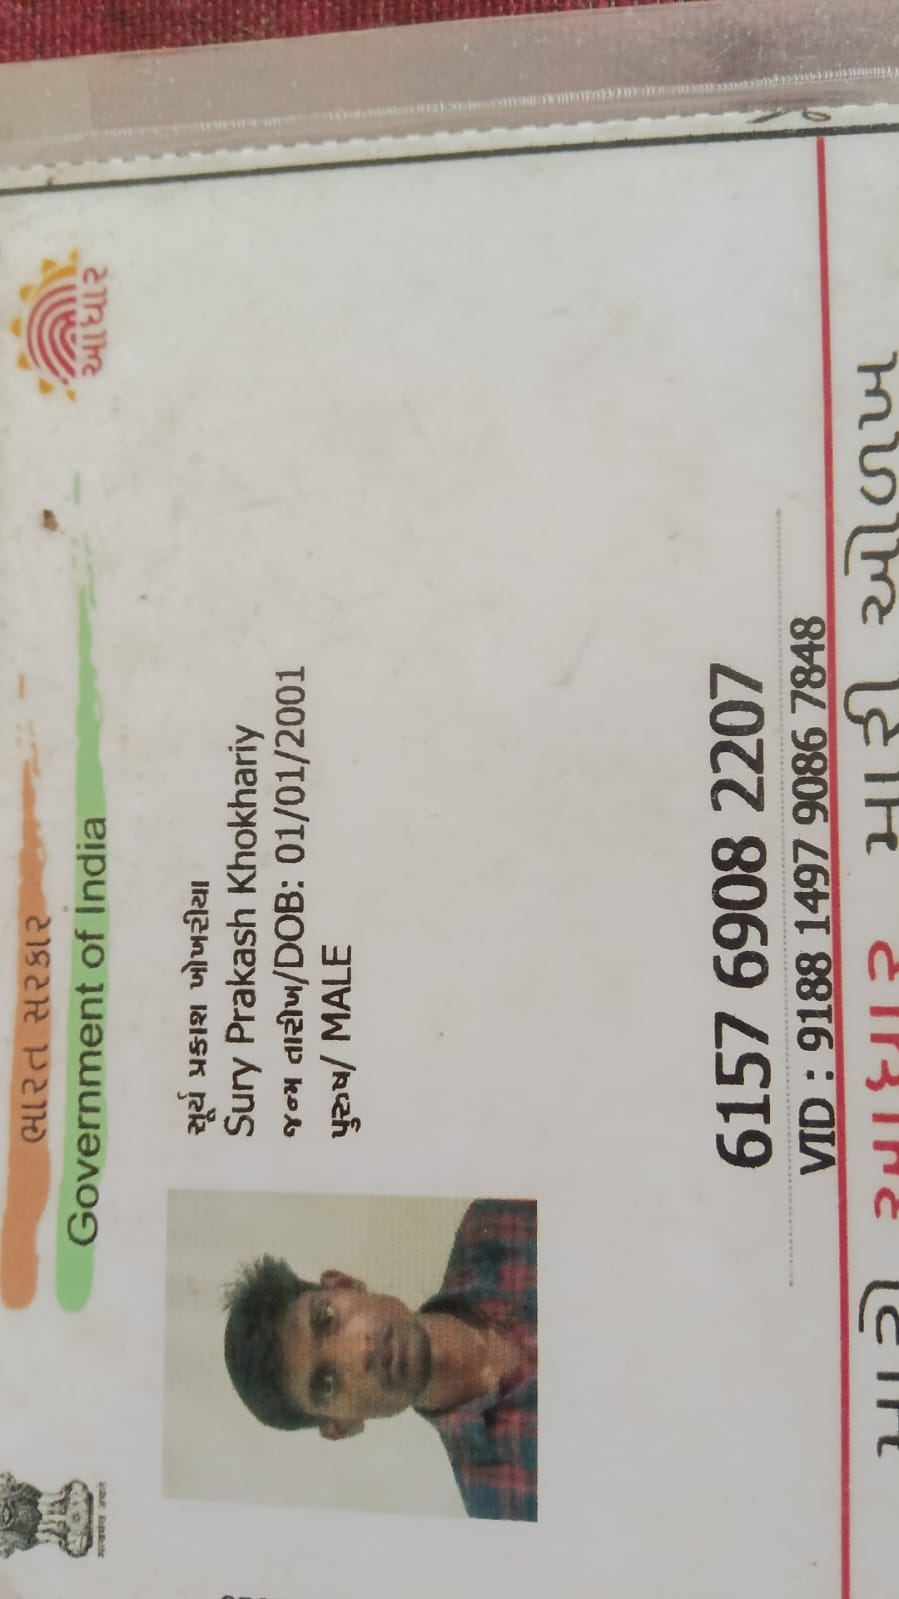 ભારત સરકાર
Government of India
આધાર
સૂર્ય પ્રકાશ ખોખરીયા
Sury Prakash Khokhariy
જન્મ તારીખ/DOB: 01/01/2001
પુરુષ/ MALE
6157 6908 2207
VID : 9188 1497 9086 7848
મારી ઓળખ